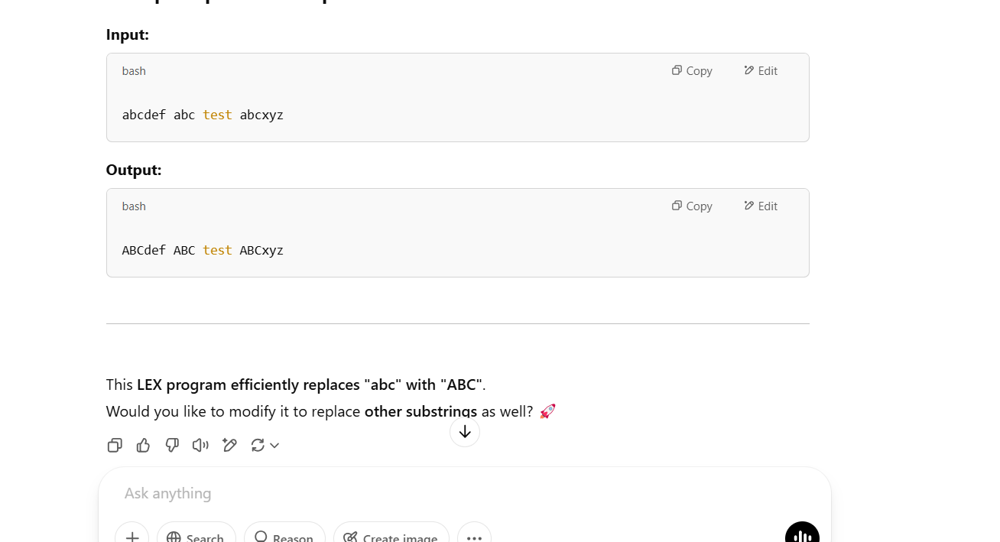 Input:
bash
Copy
Edit
abcdef abc test abcxyz
Output:
bash
Copy
Edit
ABCdef ABC test ABCxyz
This LEX program efficiently replaces "abc" with "ABC".
Would you like to modify it to replace other substrings as well? 🚀
Ask anything
Search
Reason
Create image